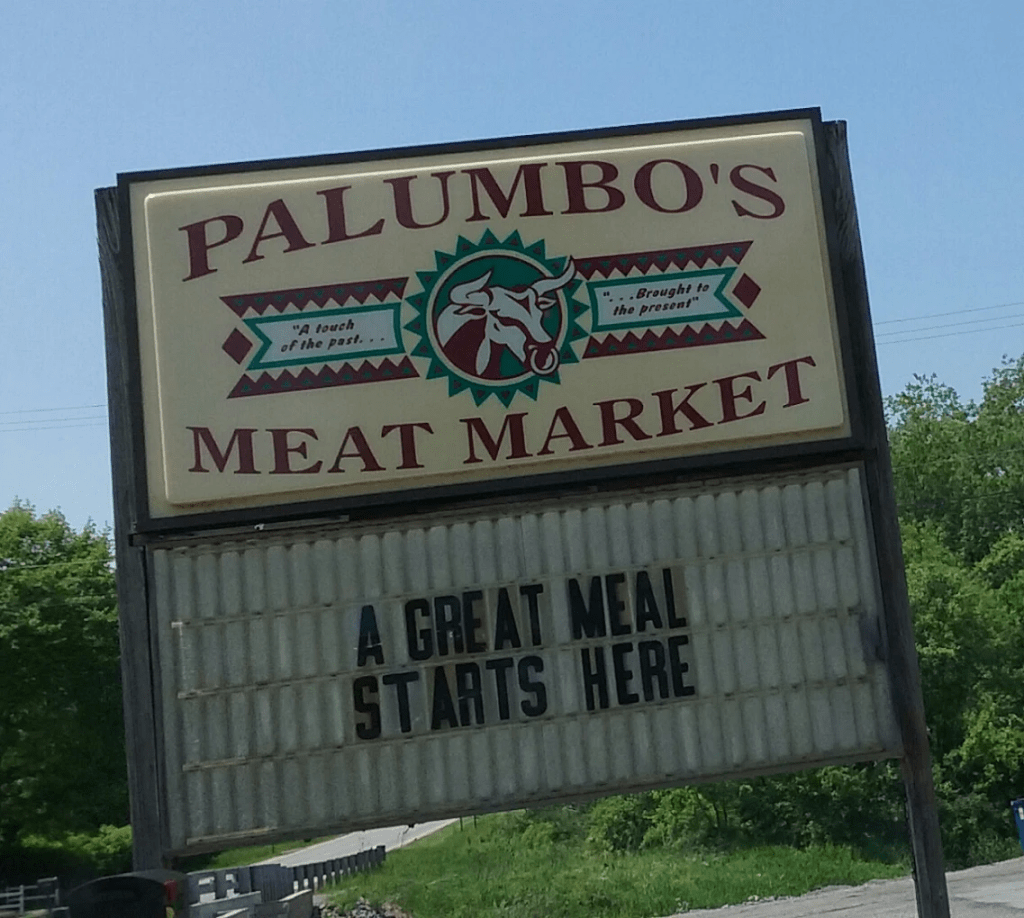 PALUMBO'S
"A touch
of the past. . .
". . .Brought to
the present"
MEAT MARKET
A GREAT MEAL
STARTS HERE